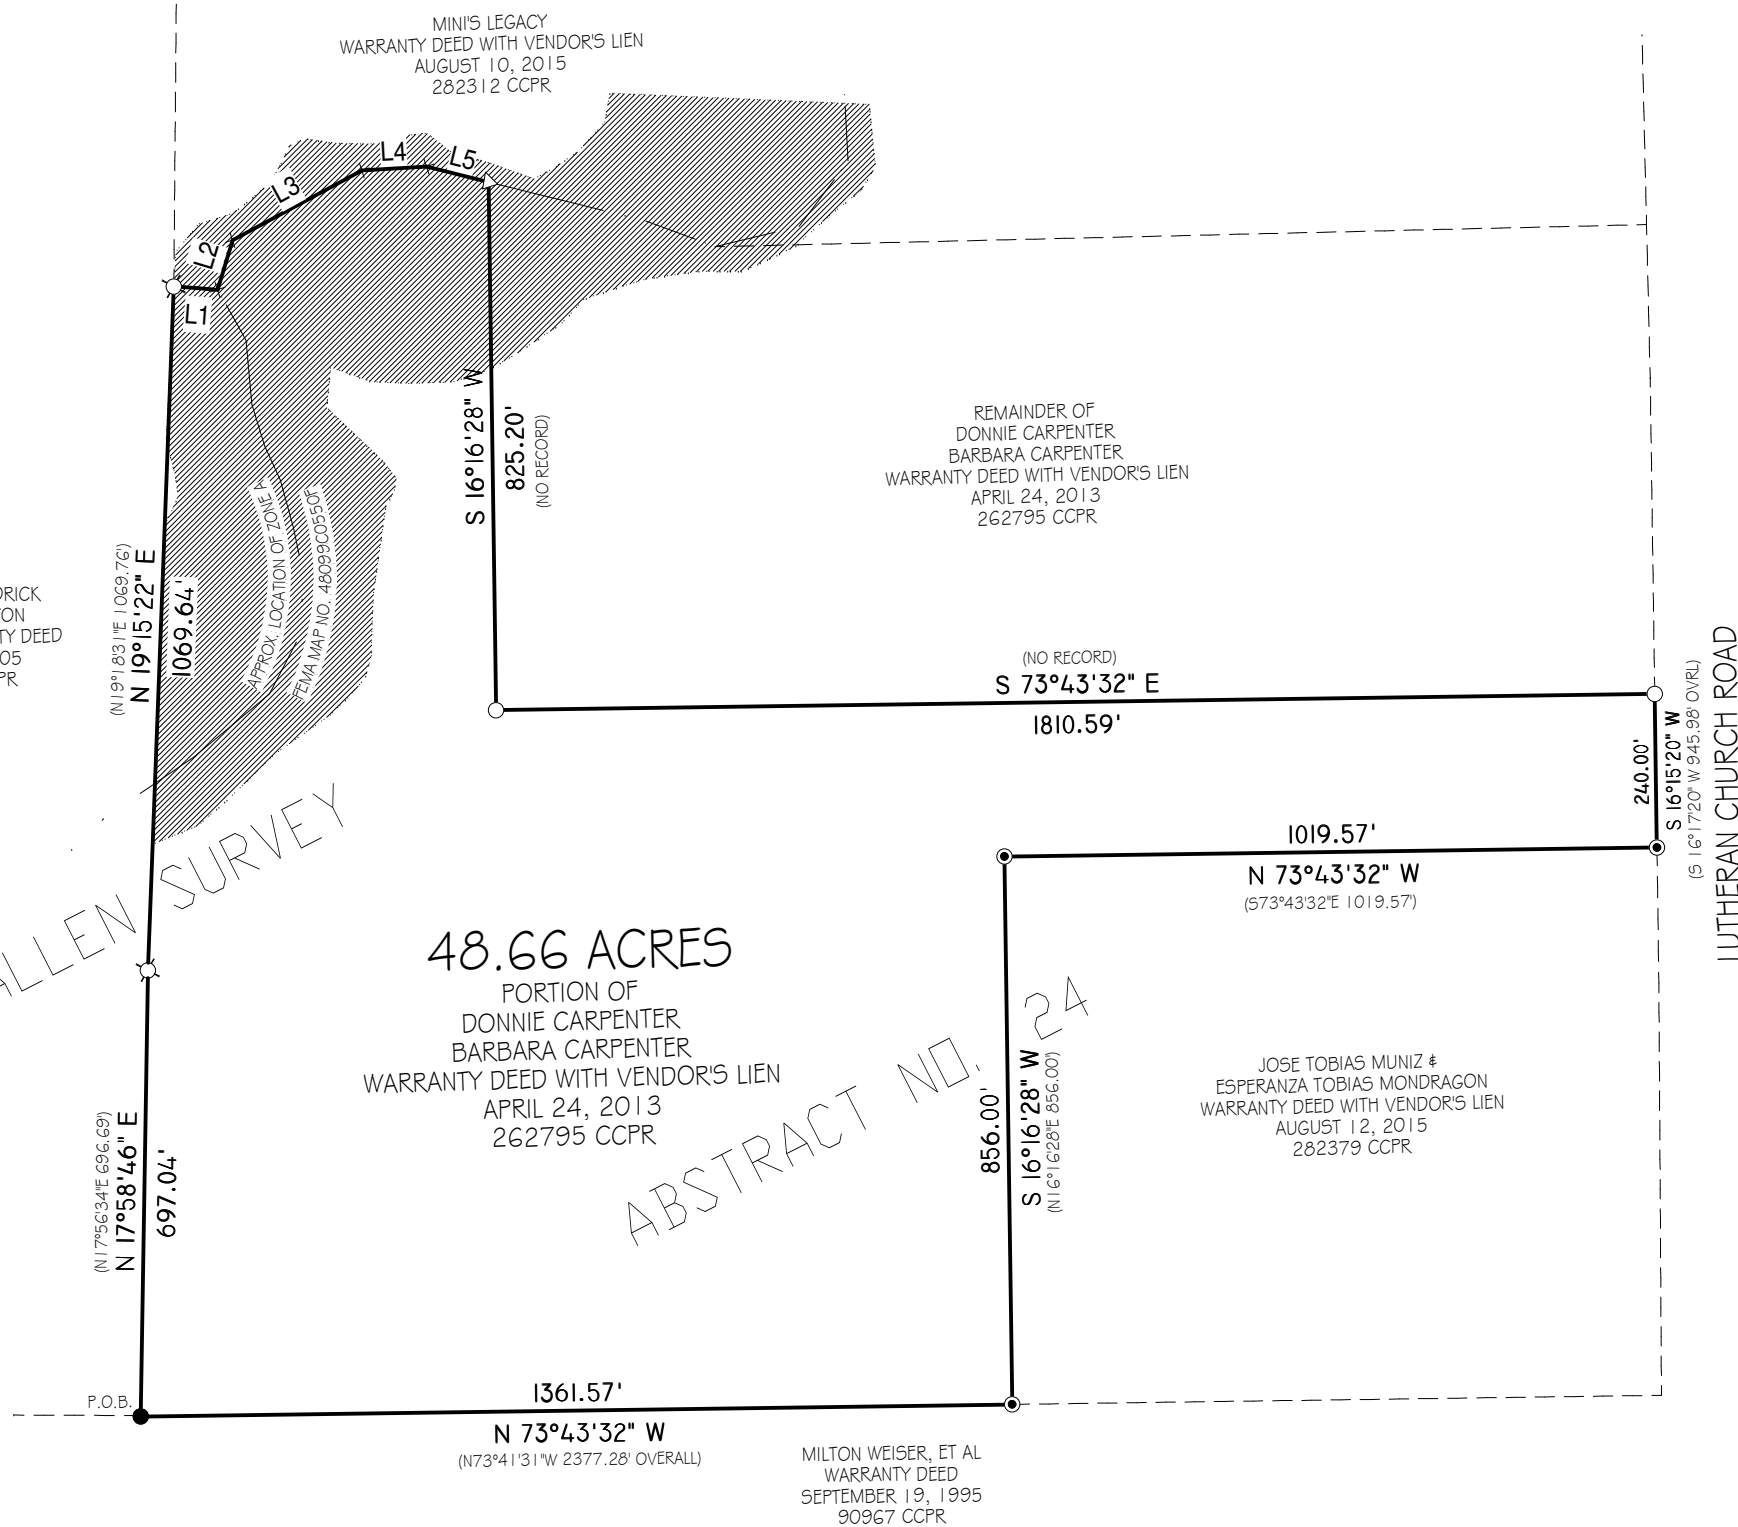 MINI'S LEGACY
WARRANTY DEED WITH VENDOR'S LIEN
AUGUST 10, 2015
282312 CCPR
L1
L2
L3
L4
L5
S 16°16'28" W
825.20'
(NO RECORD)
REMAINDER OF
DONNIE CARPENTER
BARBARA CARPENTER
WARRANTY DEED WITH VENDOR'S LIEN
APRIL 24, 2013
262795 CCPR
APPROX. LOCATION OF ZONE A
FEMA MAP NO. 48099C0550F
(N19°18'31"E 1069.76')
N 19°15'22" E
1069.64'
DRICK
TON
TY DEED
05
PR
(NO RECORD)
S 73°43'32" E
1810.59'
240.00'
S 16°15'20" W
(S 16°17'20" W 945.98' OVRL)
LUTHERAN CHURCH ROAD
1019.57'
N 73°43'32" W
(S73°43'32"E 1019.57')
ALLEN SURVEY
ABSTRACT NO. 24
48.66 ACRES
PORTION OF
DONNIE CARPENTER
BARBARA CARPENTER
WARRANTY DEED WITH VENDOR'S LIEN
APRIL 24, 2013
262795 CCPR
856.00'
S 16°16'28" W
(N16°16'28"E 856.00')
JOSE TOBIAS MUNIZ &
ESPERANZA TOBIAS MONDRAGON
WARRANTY DEED WITH VENDOR'S LIEN
AUGUST 12, 2015
282379 CCPR
(N17°56'34"E 696.69')
N 17°58'46" E
697.04'
P.O.B.
1361.57'
N 73°43'32" W
(N73°41'31"W 2377.28' OVERALL)
MILTON WEISER, ET AL
WARRANTY DEED
SEPTEMBER 19, 1995
90967 CCPR